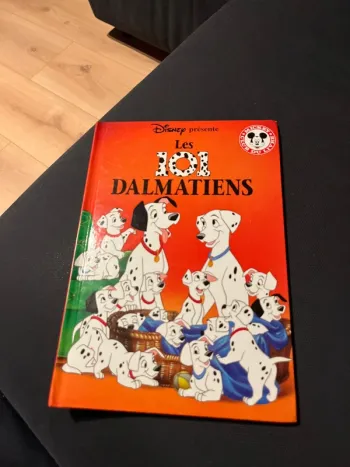 Disney présente
Les
101
DALMATIENS